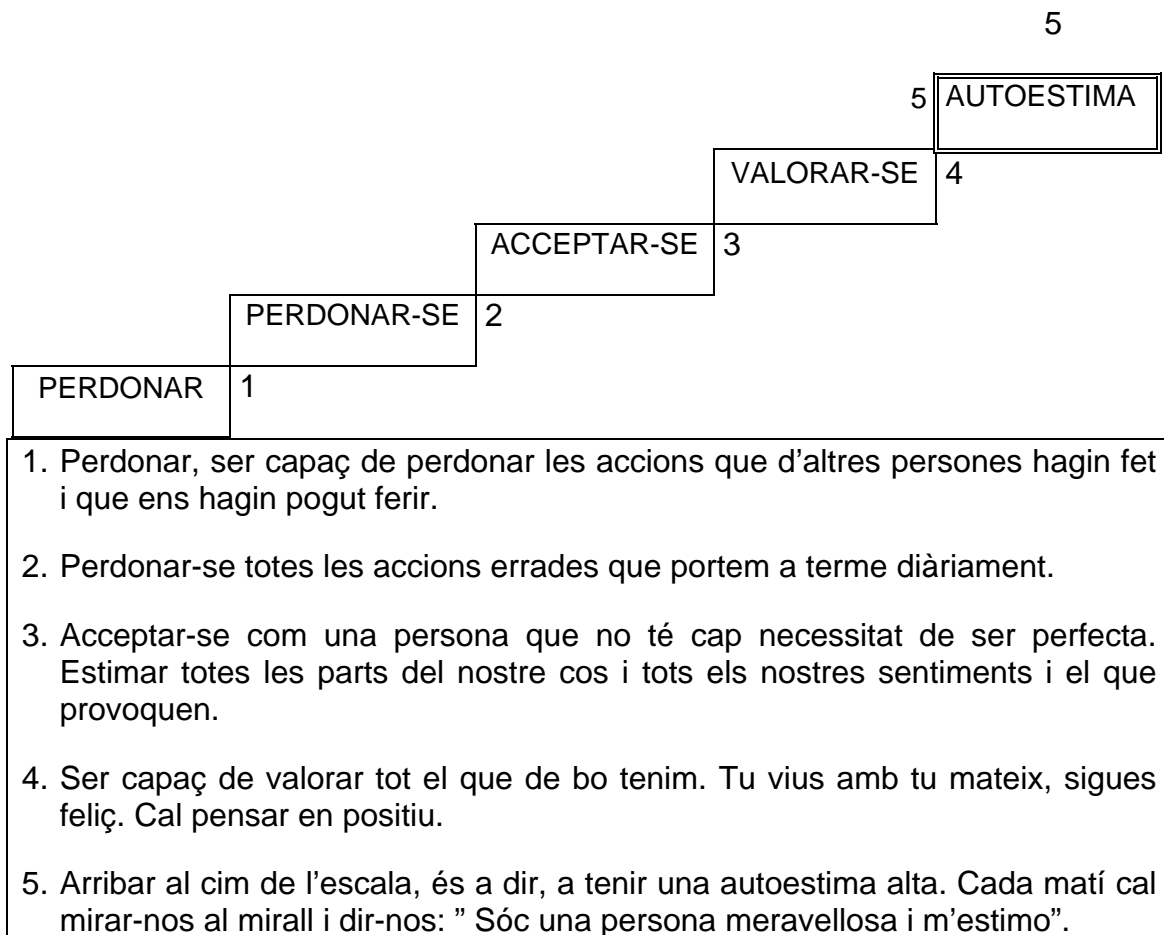 5
5 AUTOESTIMA
VALORAR-SE 4
ACCEPTAR-SE 3
PERDONAR-SE 2
PERDONAR 1
1. Perdonar, ser capaç de perdonar les accions que d’altres persones hagin fet
i que ens hagin pogut ferir.
2. Perdonar-se totes les accions errades que portem a terme diàriament.
3. Acceptar-se com una persona que no té cap necessitat de ser perfecta.
Estimar totes les parts del nostre cos i tots els nostres sentiments i el que
provoquen.
4. Ser capaç de valorar tot el que de bo tenim. Tu vius amb tu mateix, sigues
feliç. Cal pensar en positiu.
5. Arribar al cim de l’escala, és a dir, a tenir una autoestima alta. Cada matí cal
mirar-nos al mirall i dir-nos: ” Sóc una persona meravellosa i m’estimo”.